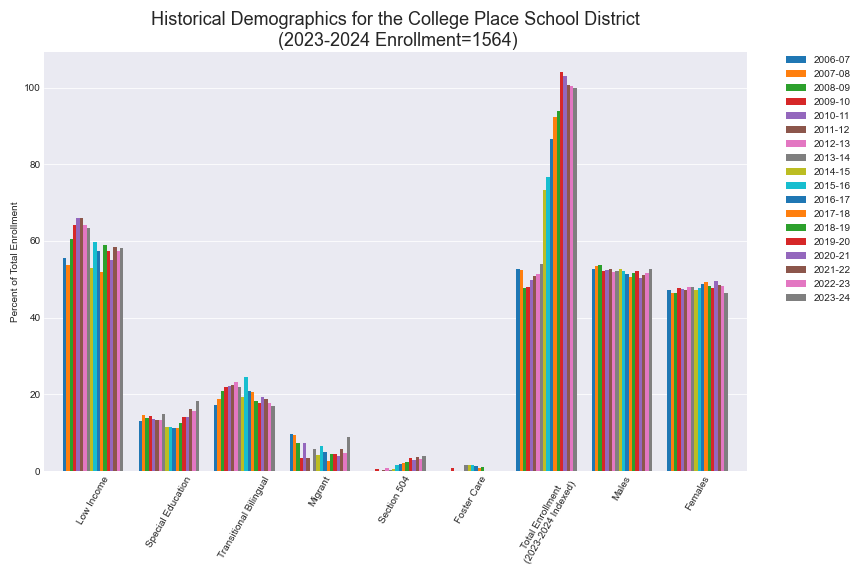 Historical Demographics for the College Place School District
(2023-2024 Enrollment=1564)
Percent of Total Enrollment
100
80
60
40
20
0
Low Income
Special Education
Transitional Bilingual
Migrant
Section 504
Foster Care
Total Enrollment
(2023-2024 Indexed)
Males
Females
2006-07
2007-08
2008-09
2009-10
2010-11
2011-12
2012-13
2013-14
2014-15
2015-16
2016-17
2017-18
2018-19
2019-20
2020-21
2021-22
2022-23
2023-24